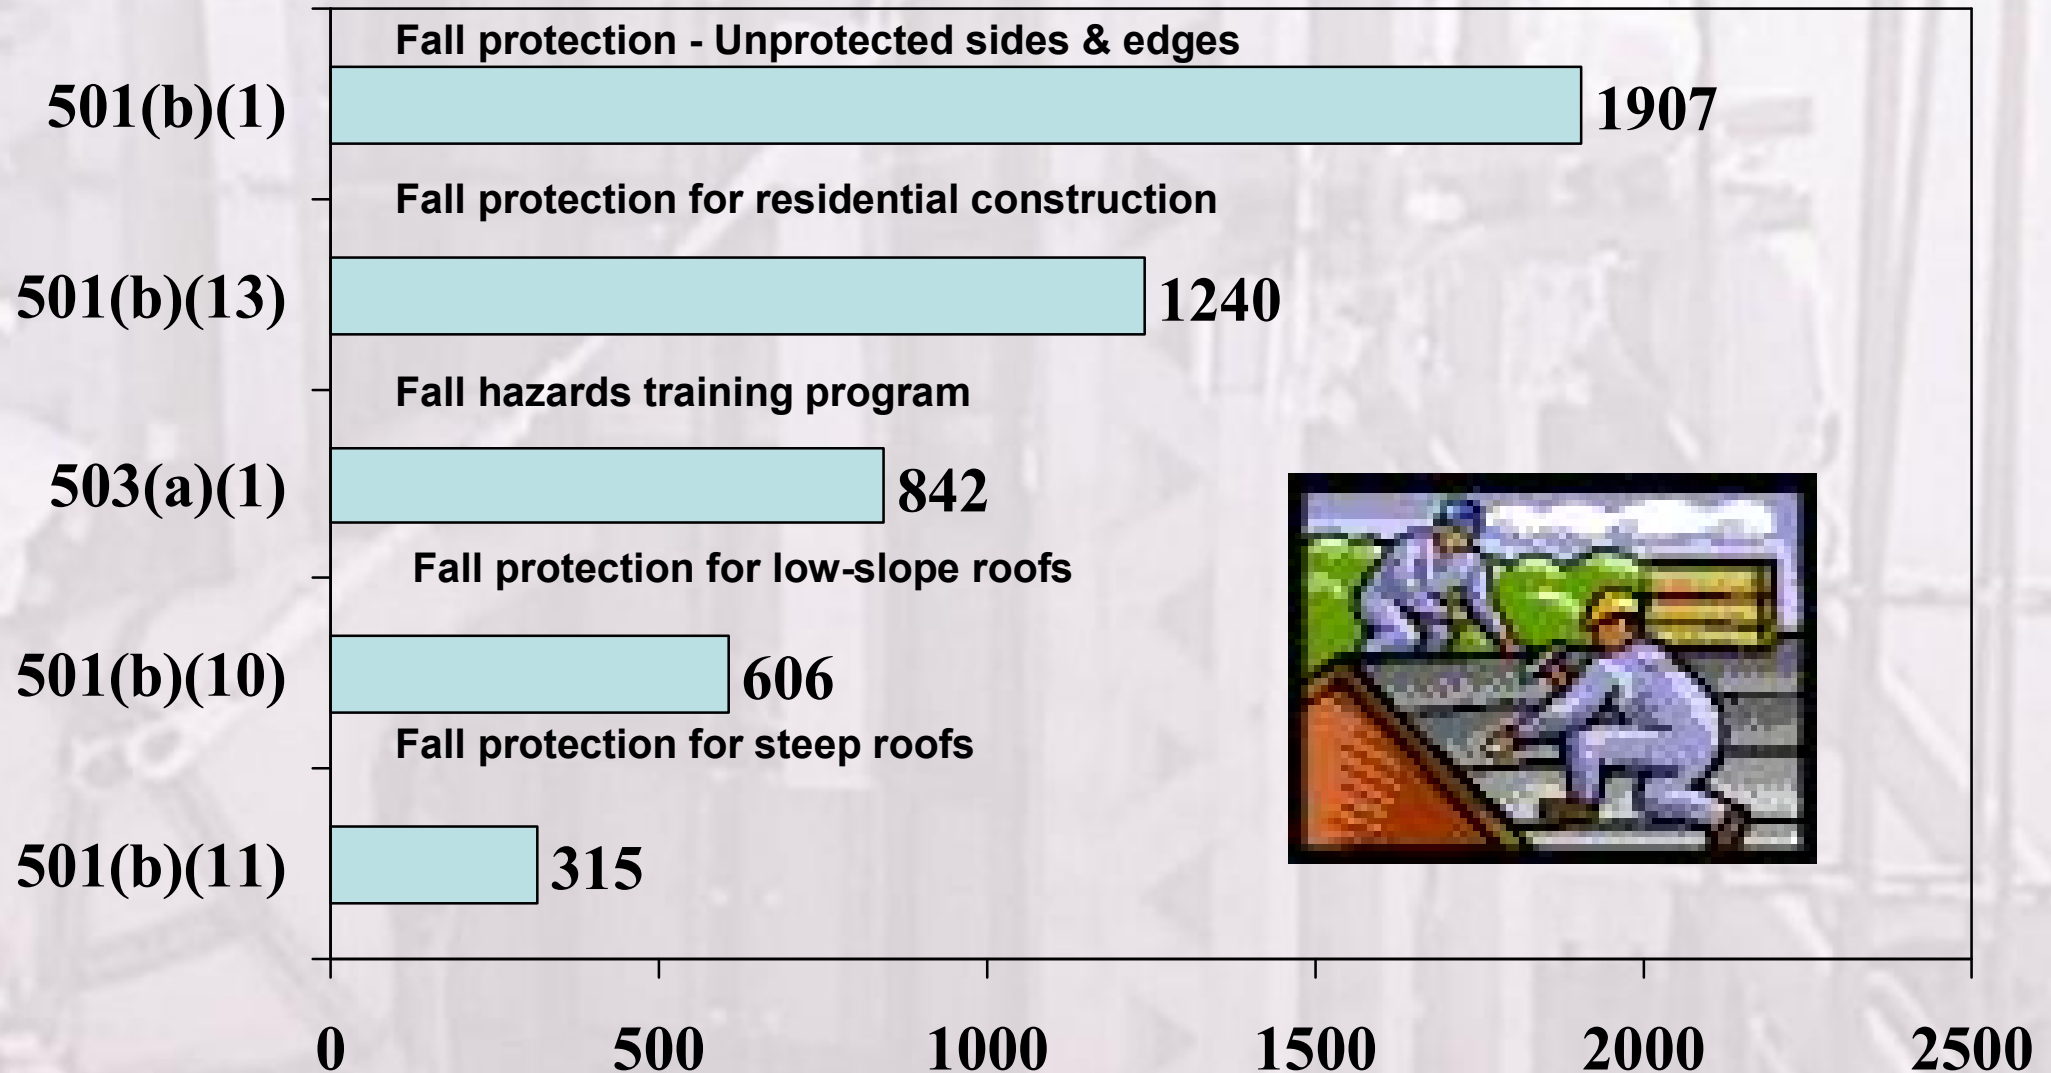 Fall protection - Unprotected sides & edges
501(b)(1) 1907
Fall protection for residential construction
501(b)(13) 1240
Fall hazards training program
503(a)(1) 842
Fall protection for low-slope roofs
501(b)(10) 606
Fall protection for steep roofs
501(b)(11) 315
0 500 1000 1500 2000 2500